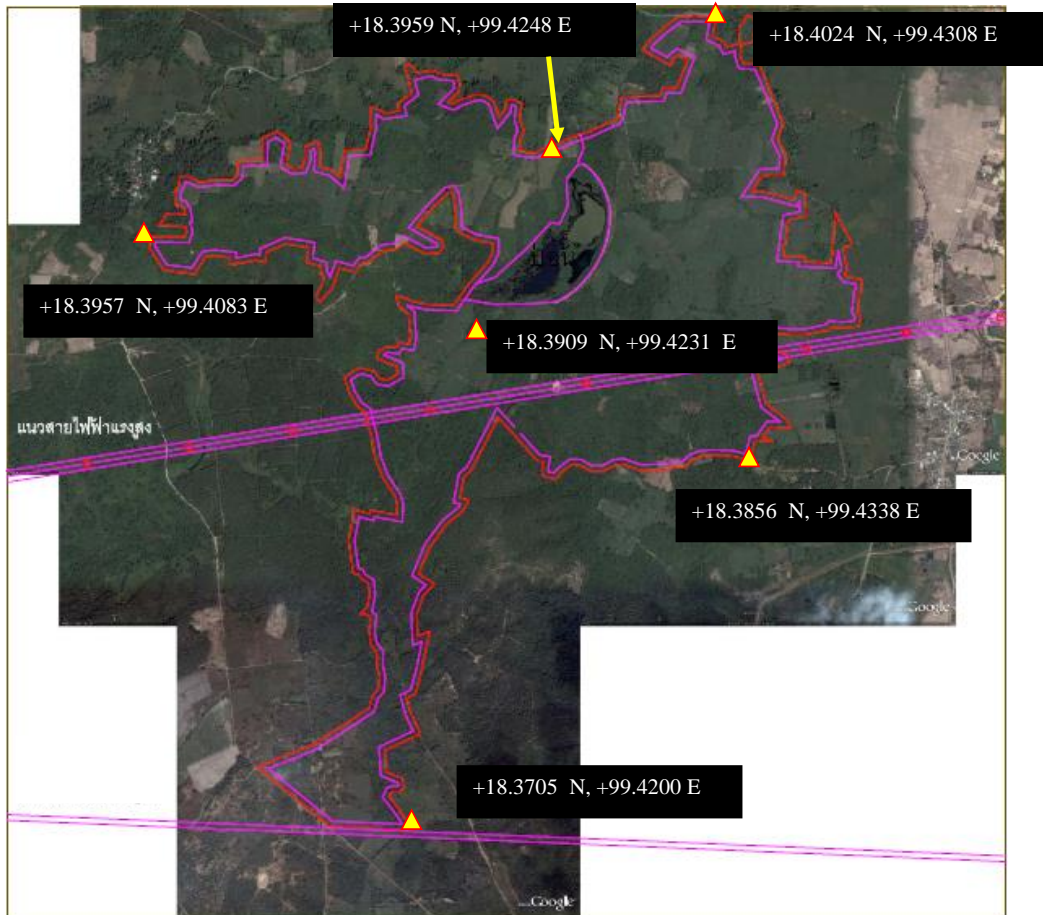 +18.3959 N, +99.4248 E
+18.4024 N, +99.4308 E
+18.3957 N, +99.4083 E
+18.3909 N, +99.4231 E
แนวสายไฟฟ้าแรงสูง
Google
+18.3856 N, +99.4338 E
Google
+18.3705 N, +99.4200 E
Google